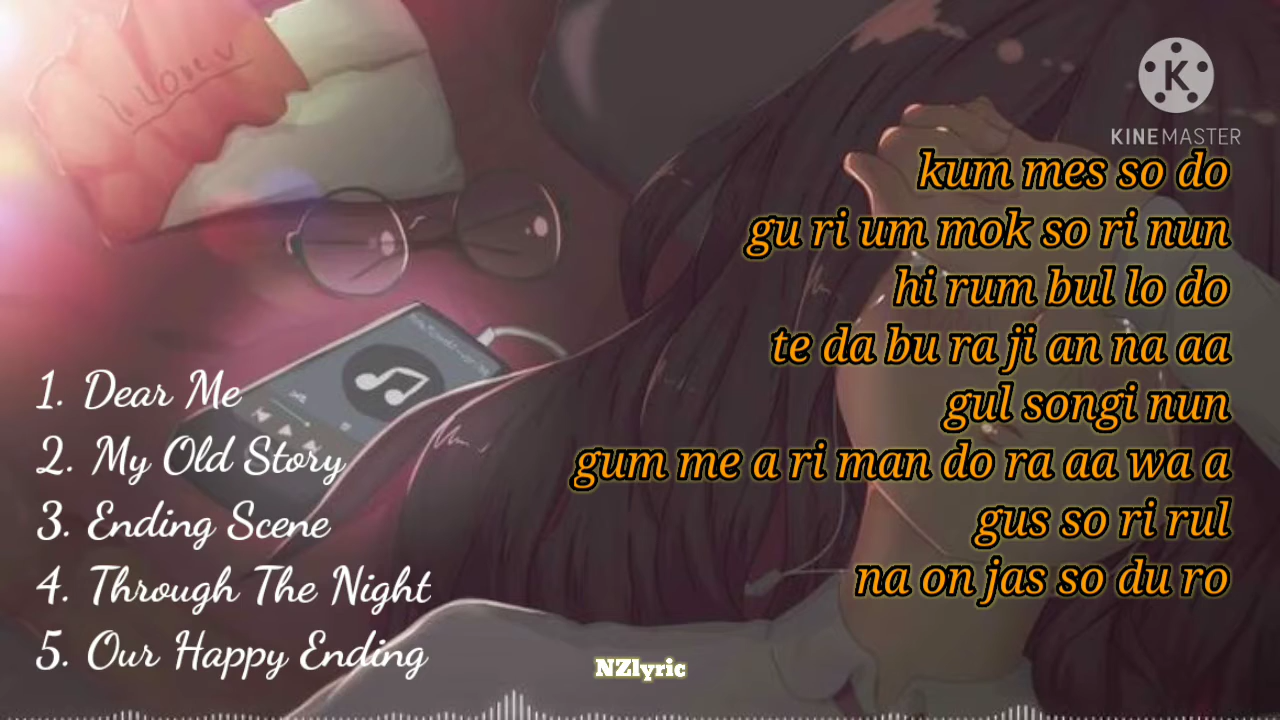 KINEMASTER
kum mes so do
gu ri um mok so ri nun
hi rum bul lo do
te da bu ra ji an na aa
gul songi nun
gum me a ri man do ra aa wa a
gus so ri rul
na on jas so du ro
1. Dear Me
2. My Old Story
3. Ending Scene
4. Through The Night
5. Our Happy Ending
NZlyric